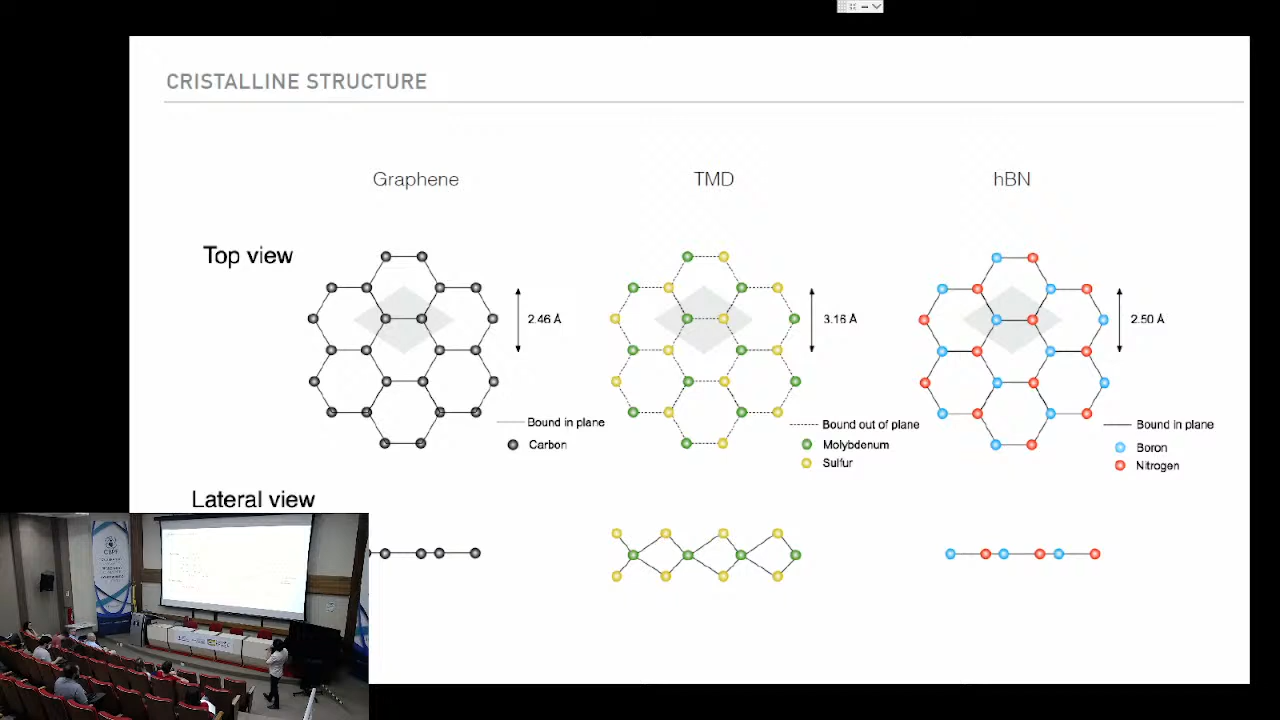 CRISTALLINE STRUCTURE
Graphene
TMD
hBN
Top view
2.46 Å
3.16 Å
2.50 Å
Bound in plane
Carbon
Bound out of plane
Molybdenum
Sulfur
Bound in plane
Boron
Nitrogen
Lateral view
CBPF